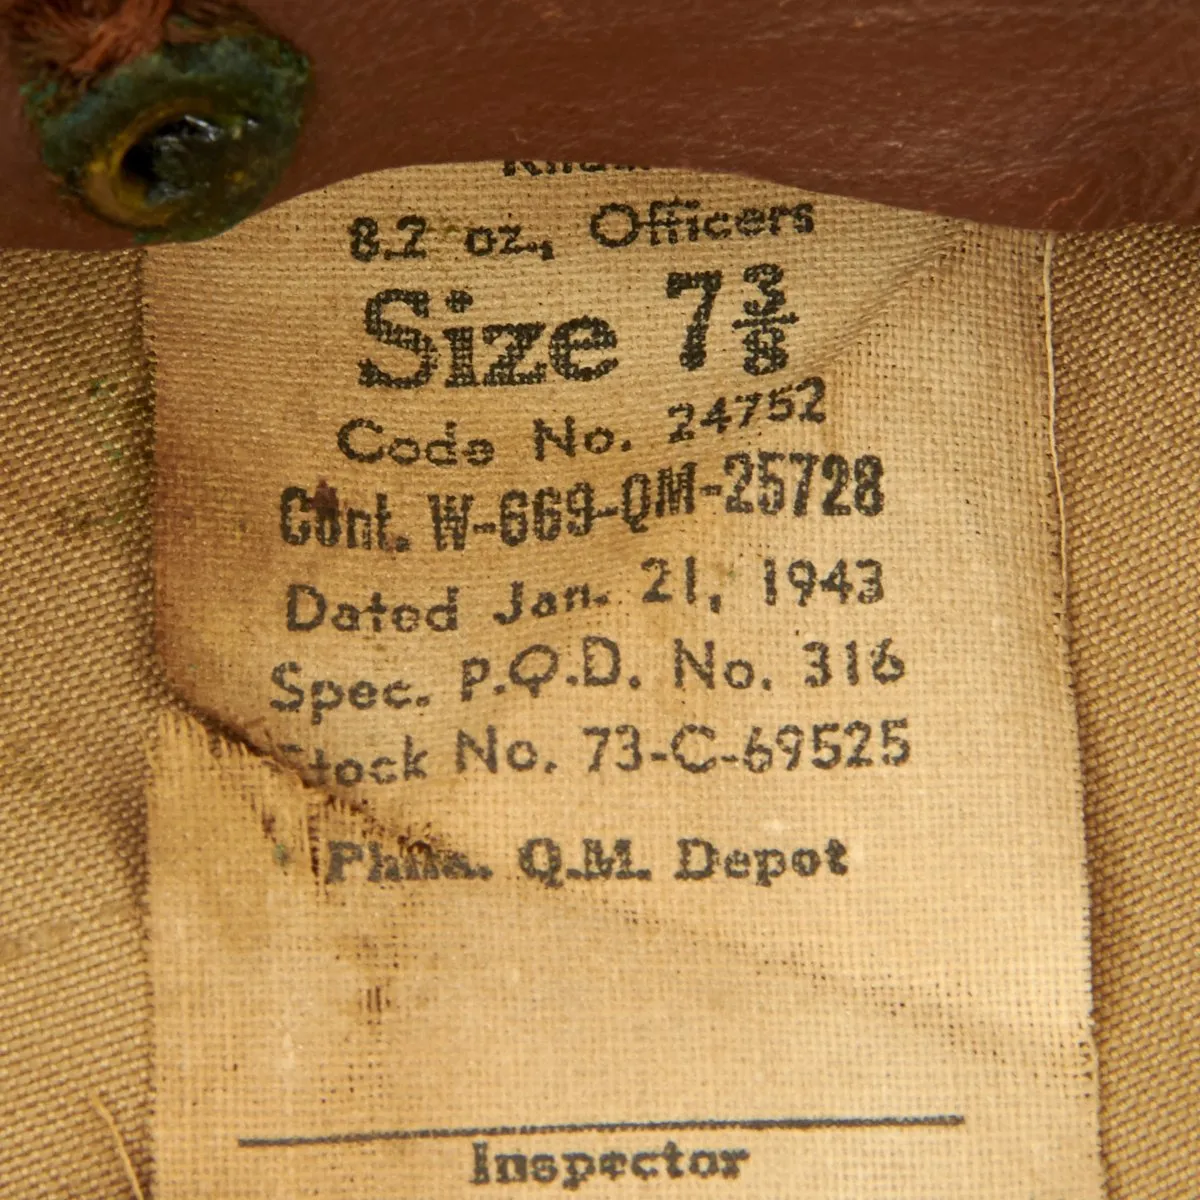 8.2 oz., Officers
Size 7 3/8
Code No. 24752
Cont. W-669-QM-25728
Dated Jan. 21, 1943
Spec. P.Q.D. No. 316
Stock No. 73-C-69525
Phila. Q.M. Depot
Inspector